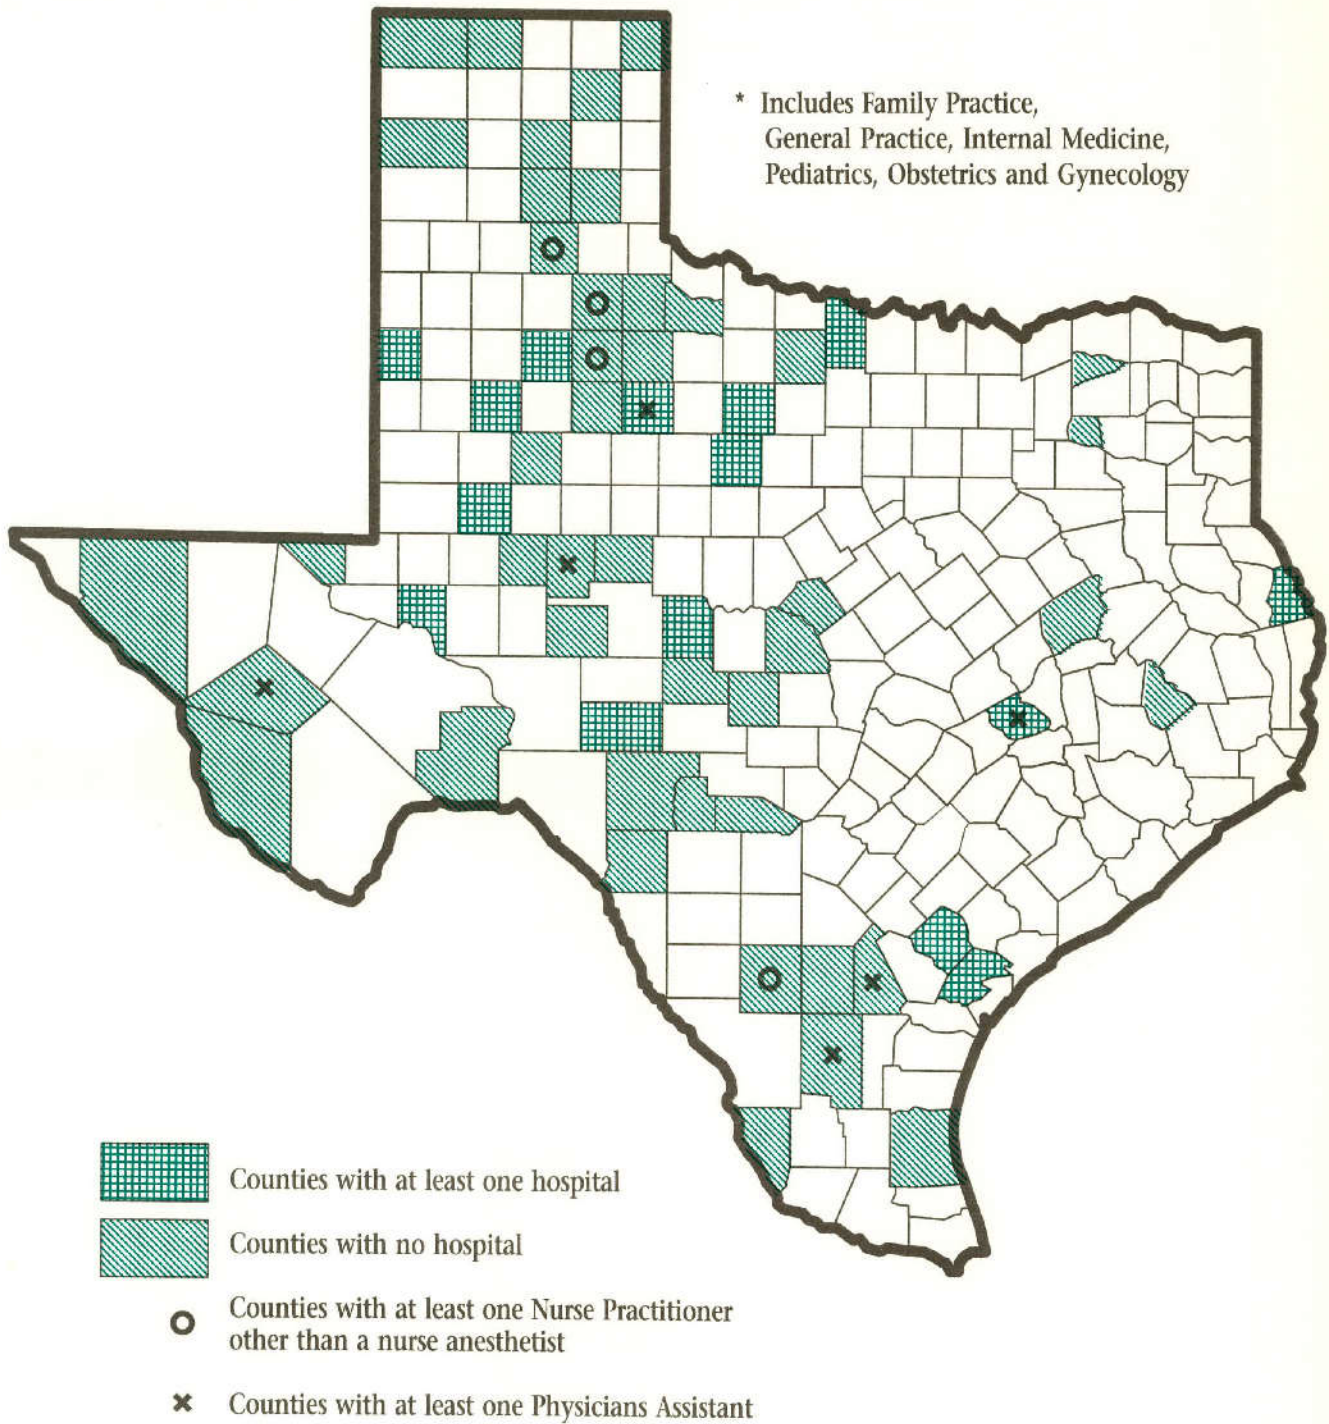 * Includes Family Practice,
General Practice, Internal Medicine,
Pediatrics, Obstetrics and Gynecology
Counties with at least one hospital
Counties with no hospital
Counties with at least one Nurse Practitioner
other than a nurse anesthetist
Counties with at least one Physicians Assistant